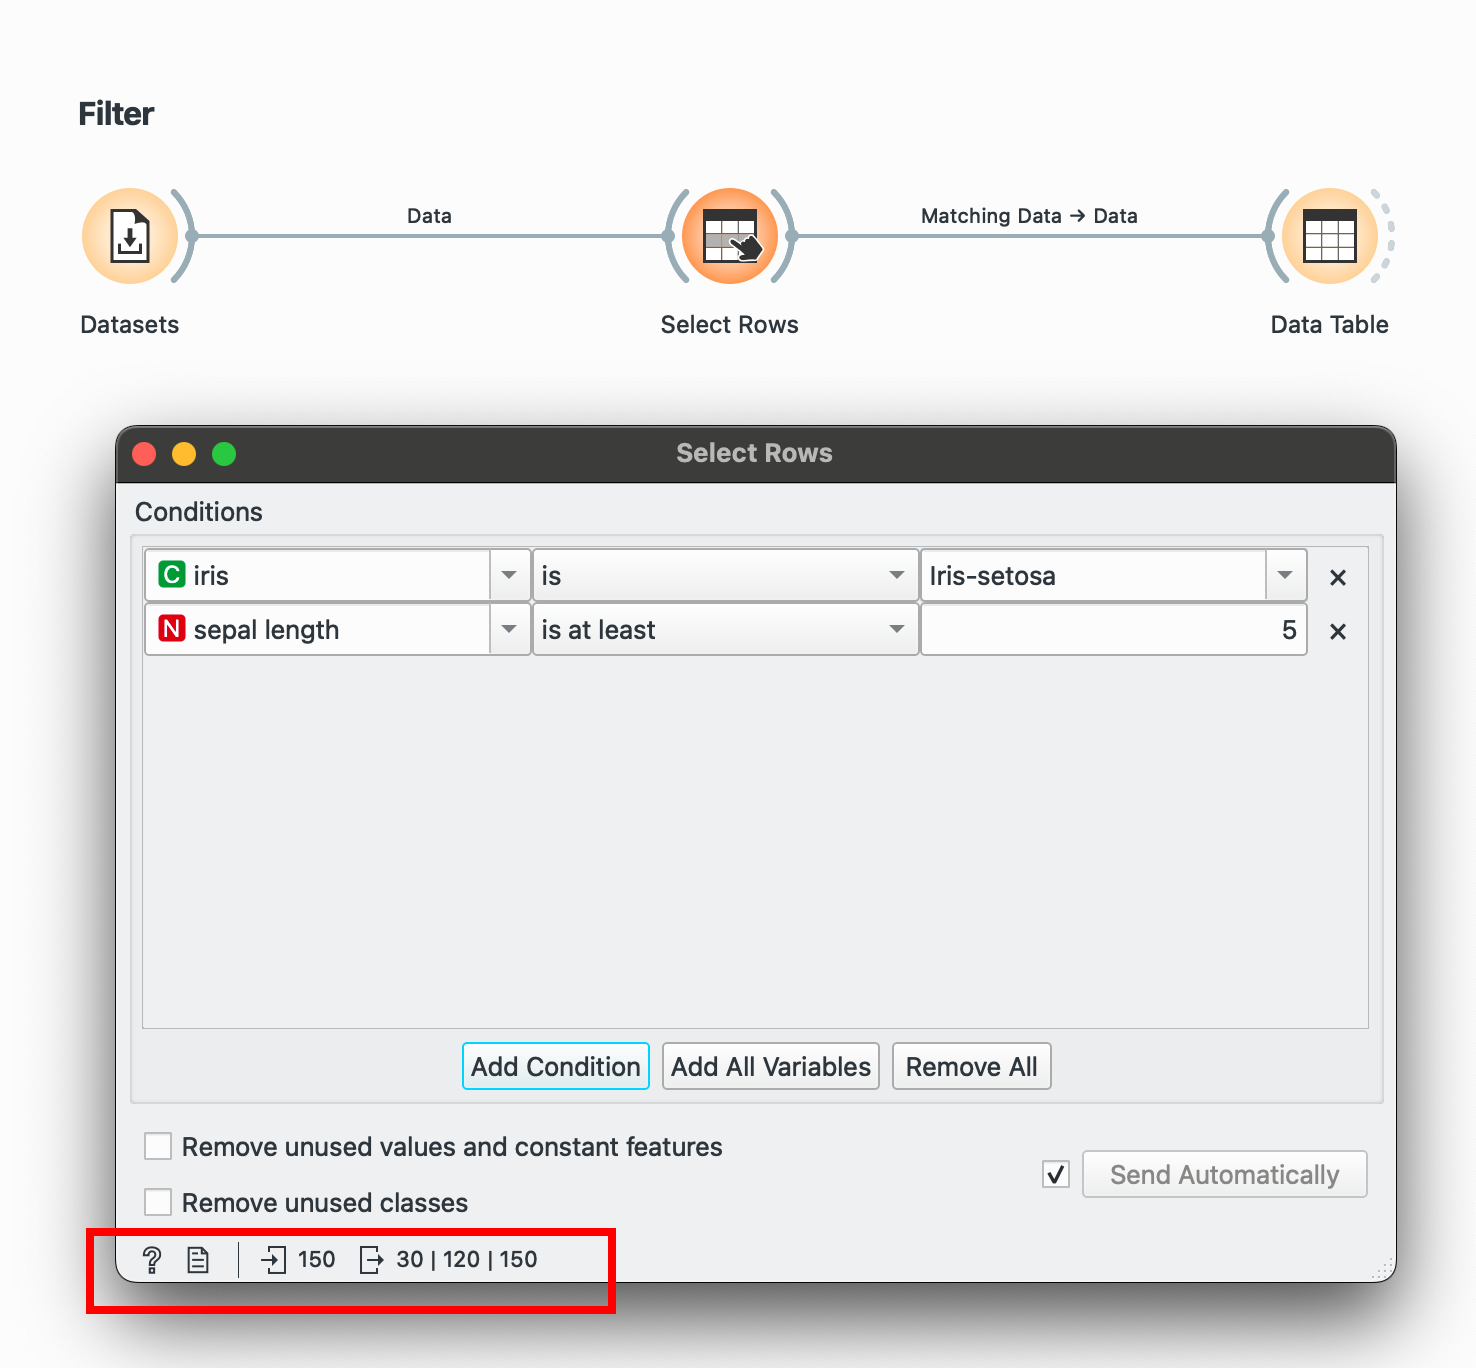 Filter
Data
Matching Data → Data
Datasets
Select Rows
Data Table
Select Rows
Conditions
C iris is Iris-setosa ×
N sepal length is at least 5 ×
Add Condition Add All Variables Remove All
Remove unused values and constant features
Send Automatically
Remove unused classes
? 150 30 | 120 | 150